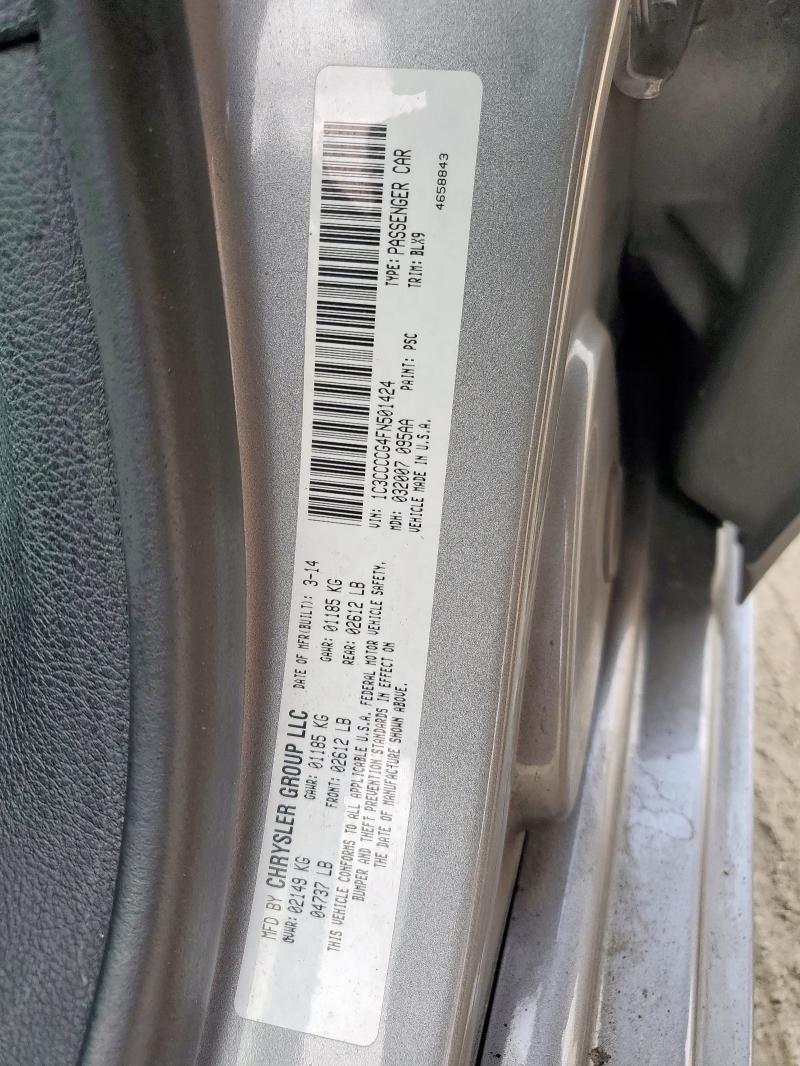 MFD BY CHRYSLER GROUP LLC DATE OF MFR(BUILT): 3-14
GVWR: 02149 KG GAWR: 01185 KG GAWR: 01185 KG
04737 LB FRONT: 02612 LB REAR: 02612 LB
THIS VEHICLE CONFORMS TO ALL APPLICABLE U.S.A. FEDERAL MOTOR VEHICLE SAFETY,
BUMPER AND THEFT PREVENTION STANDARDS IN EFFECT ON
THE DATE OF MANUFACTURE SHOWN ABOVE.
VIN: 1C3CCCCG4FN501424 TYPE: PASSENGER CAR
MDH: 032007 095AA PAINT: PSC TRIM: BLX9
VEHICLE MADE IN U.S.A.
4658843